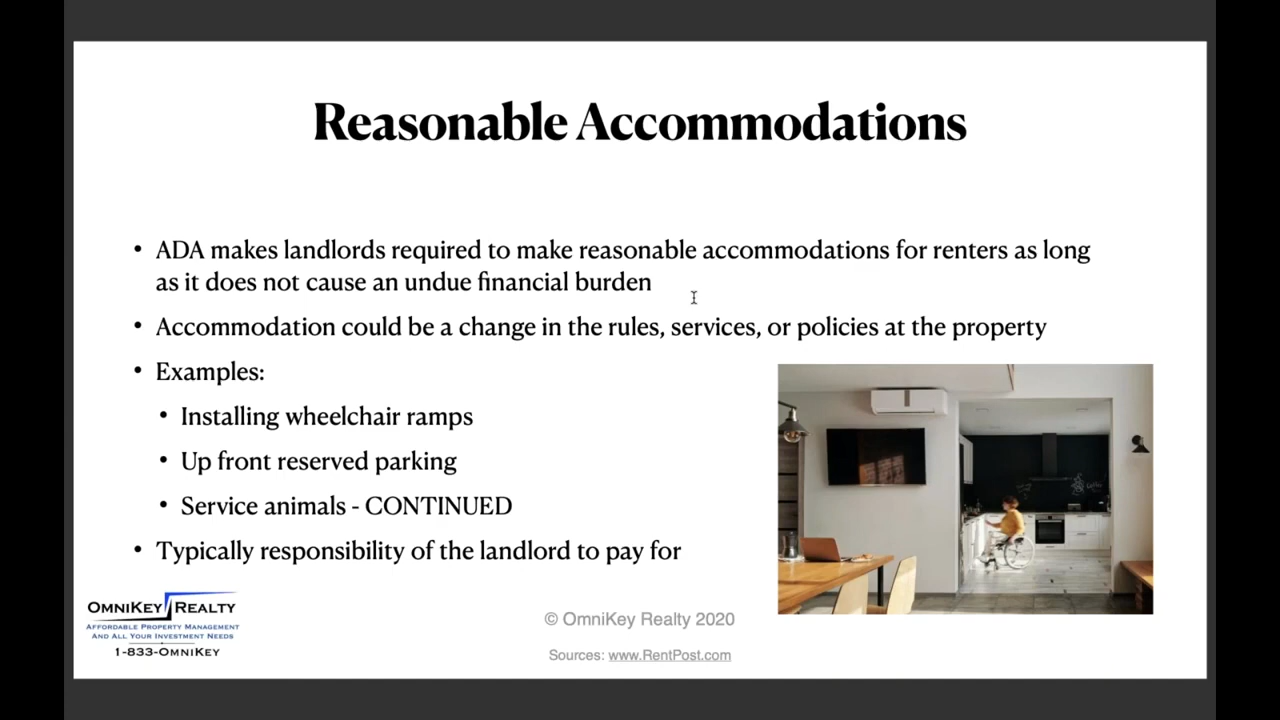 Reasonable Accommodations
• ADA makes landlords required to make reasonable accommodations for renters as long
as it does not cause an undue financial burden
• Accommodation could be a change in the rules, services, or policies at the property
• Examples:
• Installing wheelchair ramps
• Up front reserved parking
• Service animals - CONTINUED
• Typically responsibility of the landlord to pay for
OMNIKEY REALTY
AFFORDABLE PROPERTY MANAGEMENT
AND ALL YOUR INVESTMENT NEEDS
1-833-OMNIKEY
© OmniKey Realty 2020
Sources: www.RentPost.com